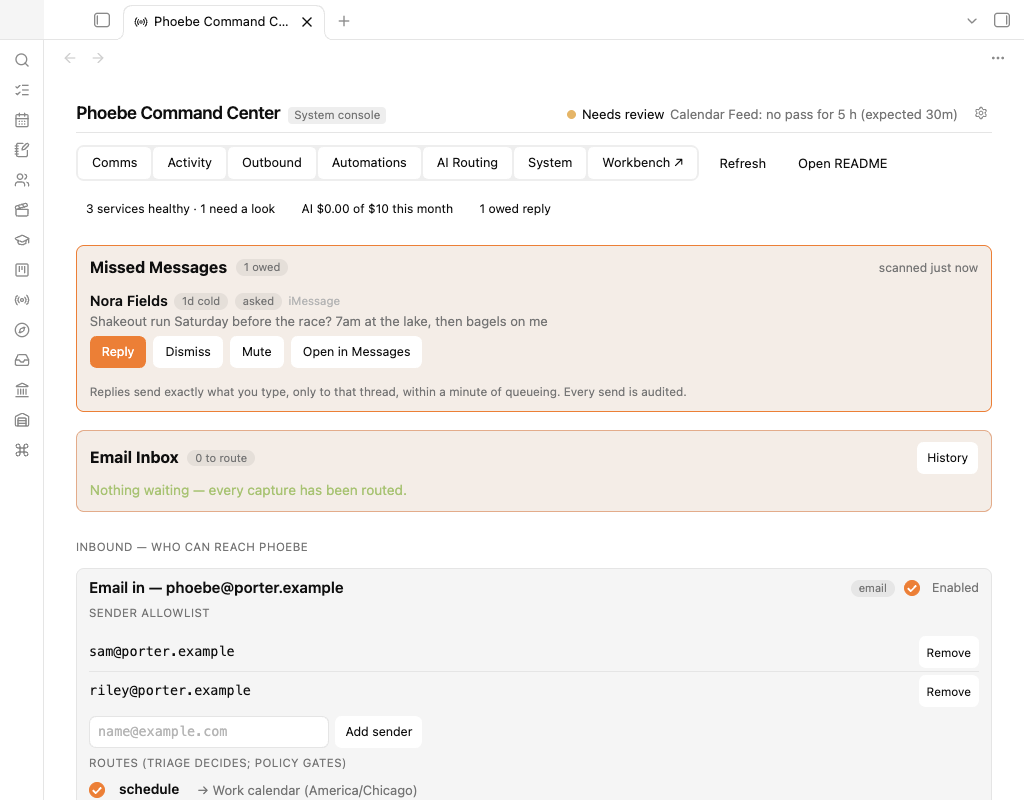 Phoebe Command C...
Phoebe Command Center System console
Needs review Calendar Feed: no pass for 5 h (expected 30m)
Comms Activity Outbound Automations AI Routing System Workbench ↗ Refresh Open README
3 services healthy · 1 need a look AI $0.00 of $10 this month 1 owed reply
Missed Messages 1 owed scanned just now
Nora Fields 1d cold asked iMessage
Shakeout run Saturday before the race? 7am at the lake, then bagels on me
Reply Dismiss Mute Open in Messages
Replies send exactly what you type, only to that thread, within a minute of queueing. Every send is audited.
Email Inbox 0 to route History
Nothing waiting — every capture has been routed.
INBOUND — WHO CAN REACH PHOEBE
Email in — phoebe@porter.example email Enabled
SENDER ALLOWLIST
sam@porter.example Remove
riley@porter.example Remove
name@example.com Add sender
ROUTES (TRIAGE DECIDES; POLICY GATES)
schedule → Work calendar (America/Chicago)